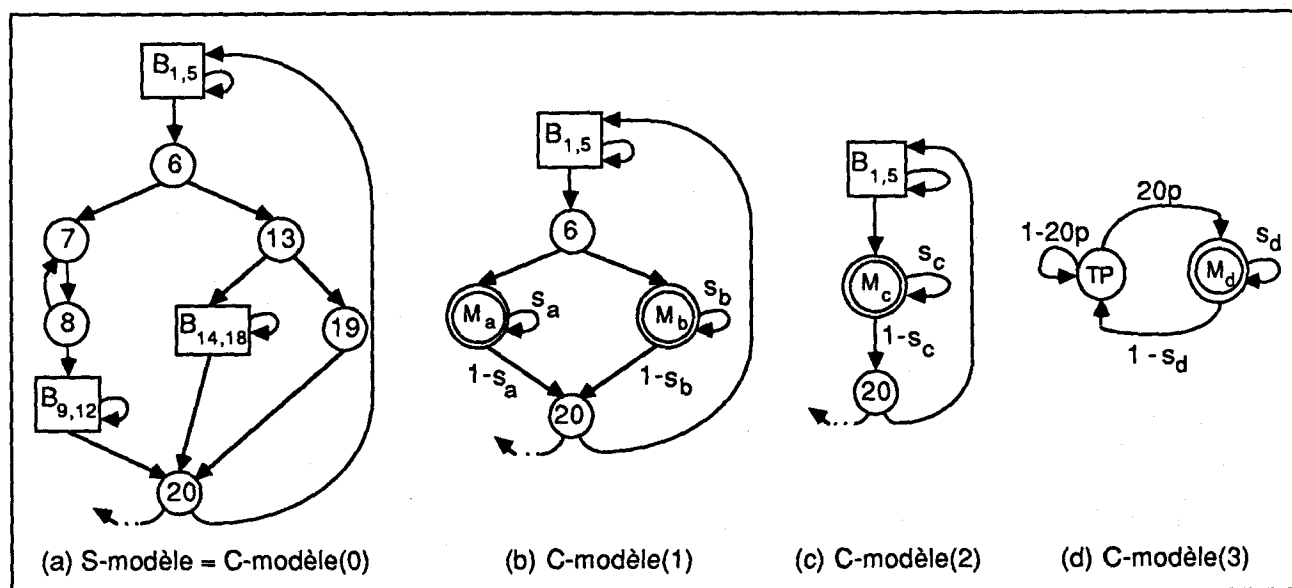 B1,5
6
7
13
8
B14,18
19
B9,12
20
(a) S-modèle = C-modèle(0)
B1,5
6
Ma
sa
Mb
sb
1-sa
1-sb
20
(b) C-modèle(1)
B1,5
Mc
sc
1-sc
20
(c) C-modèle(2)
20p
1-20p
TP
Md
sd
1 - sd
(d) C-modèle(3)